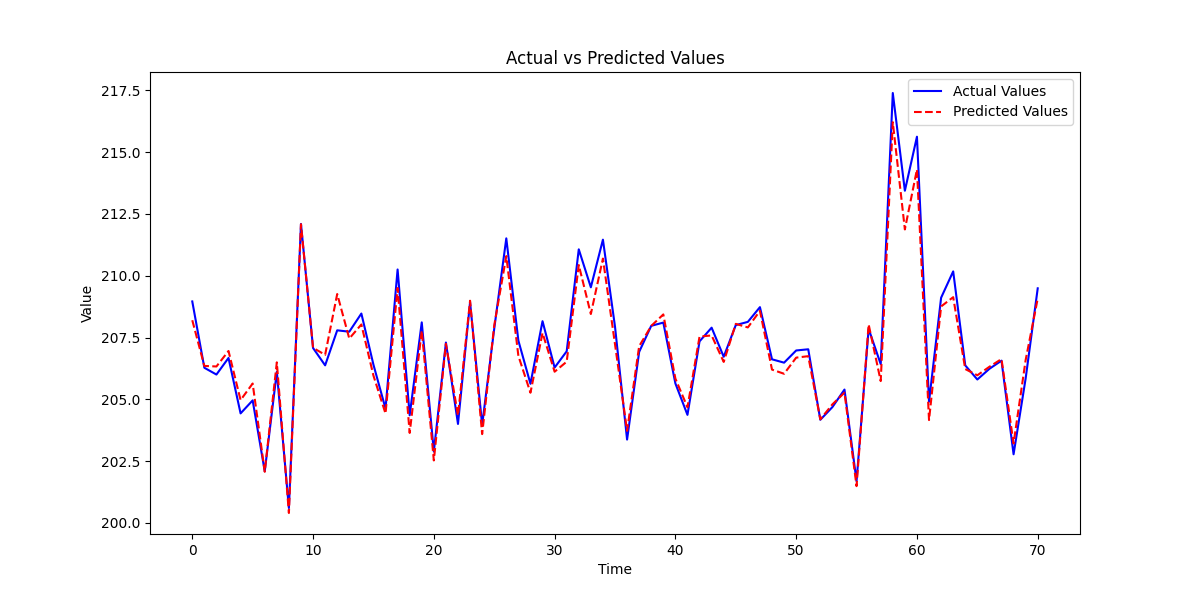 Actual vs Predicted Values
Actual Values
Predicted Values
217.5
215.0
212.5
210.0
207.5
205.0
202.5
200.0
Value
0 10 20 30 40 50 60 70
Time